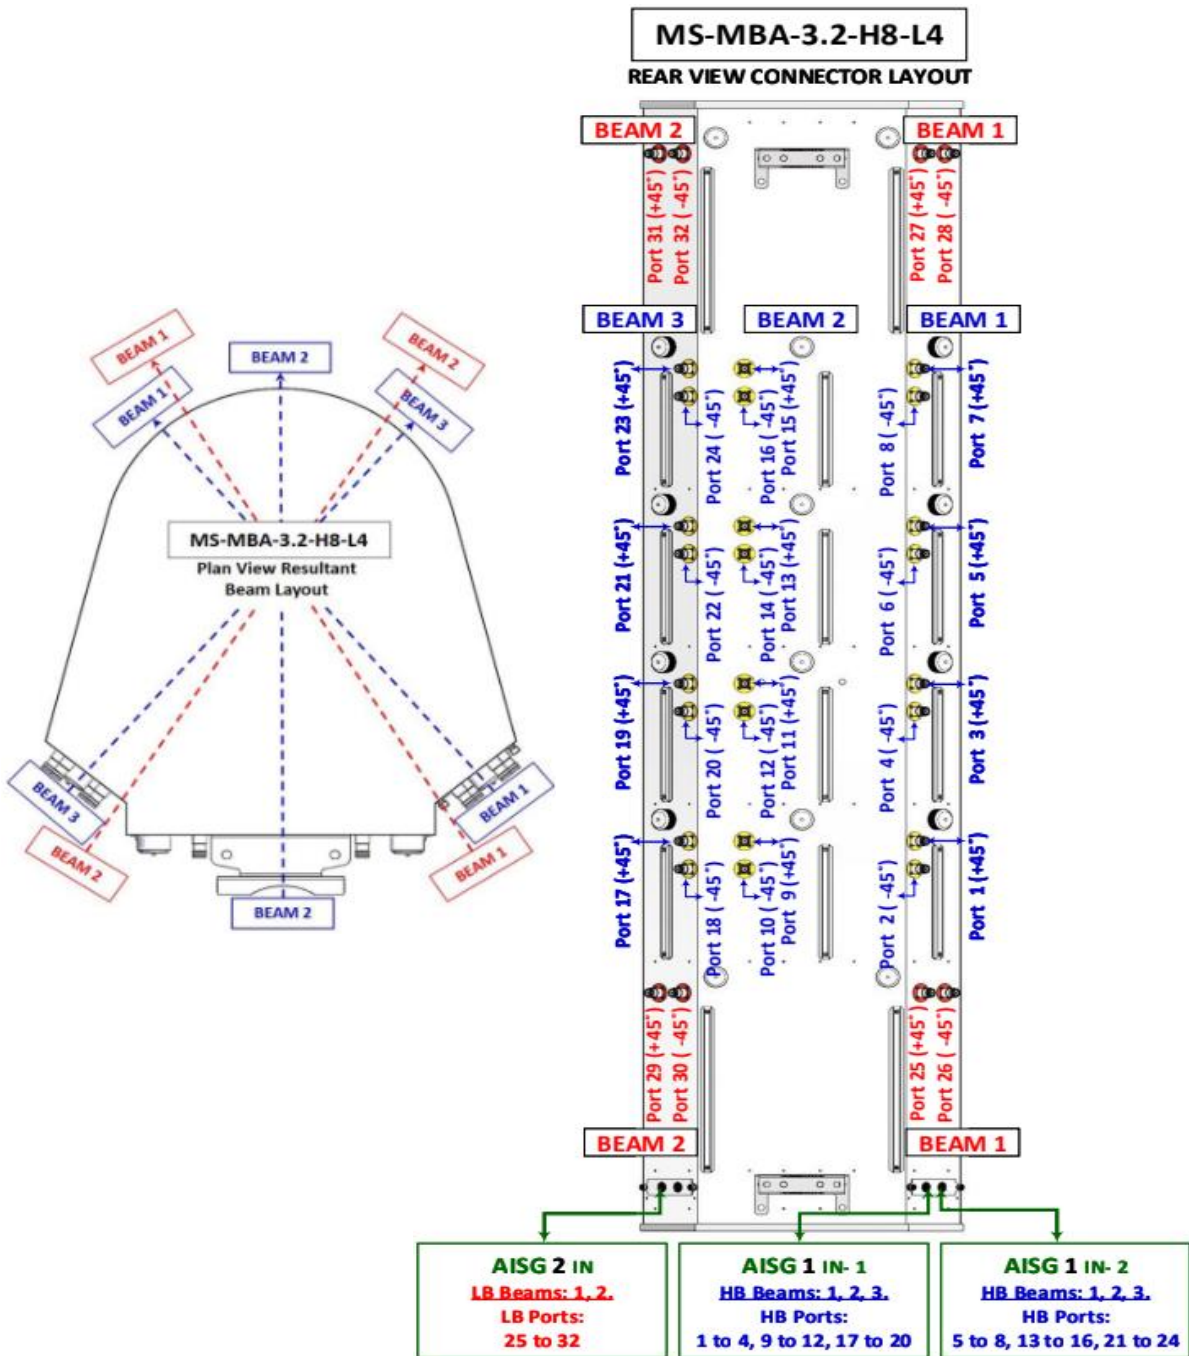 MS-MBA-3.2-H8-L4
REAR VIEW CONNECTOR LAYOUT
BEAM 2
BEAM 1
Port 31 (+45°)
Port 32 ( -45°)
Port 27 (+45°)
Port 28 ( -45°)
BEAM 3
BEAM 2
BEAM 1
Port 23 (+45°)
Port 24 ( -45°)
Port 16 ( -45°)
Port 15 (+45°)
Port 8 ( -45°)
Port 7 (+45°)
Port 21 (+45°)
Port 22 ( -45°)
Port 14 ( -45°)
Port 13 (+45°)
Port 6 ( -45°)
Port 5 (+45°)
Port 19 (+45°)
Port 20 ( -45°)
Port 12 ( -45°)
Port 11 (+45°)
Port 4 ( -45°)
Port 3 (+45°)
Port 17 (+45°)
Port 18 ( -45°)
Port 10 ( -45°)
Port 9 (+45°)
Port 2 ( -45°)
Port 1 (+45°)
Port 29 (+45°)
Port 30 ( -45°)
Port 25 (+45°)
Port 26 ( -45°)
BEAM 2
BEAM 1
BEAM 1
BEAM 2
BEAM 2
BEAM 1
BEAM 3
MS-MBA-3.2-H8-L4
Plan View Resultant
Beam Layout
BEAM 3
BEAM 1
BEAM 2
BEAM 1
BEAM 2
AISG 2 IN
LB Beams: 1, 2.
LB Ports:
25 to 32
AISG 1 IN- 1
HB Beams: 1, 2, 3.
HB Ports:
1 to 4, 9 to 12, 17 to 20
AISG 1 IN- 2
HB Beams: 1, 2, 3.
HB Ports:
5 to 8, 13 to 16, 21 to 24